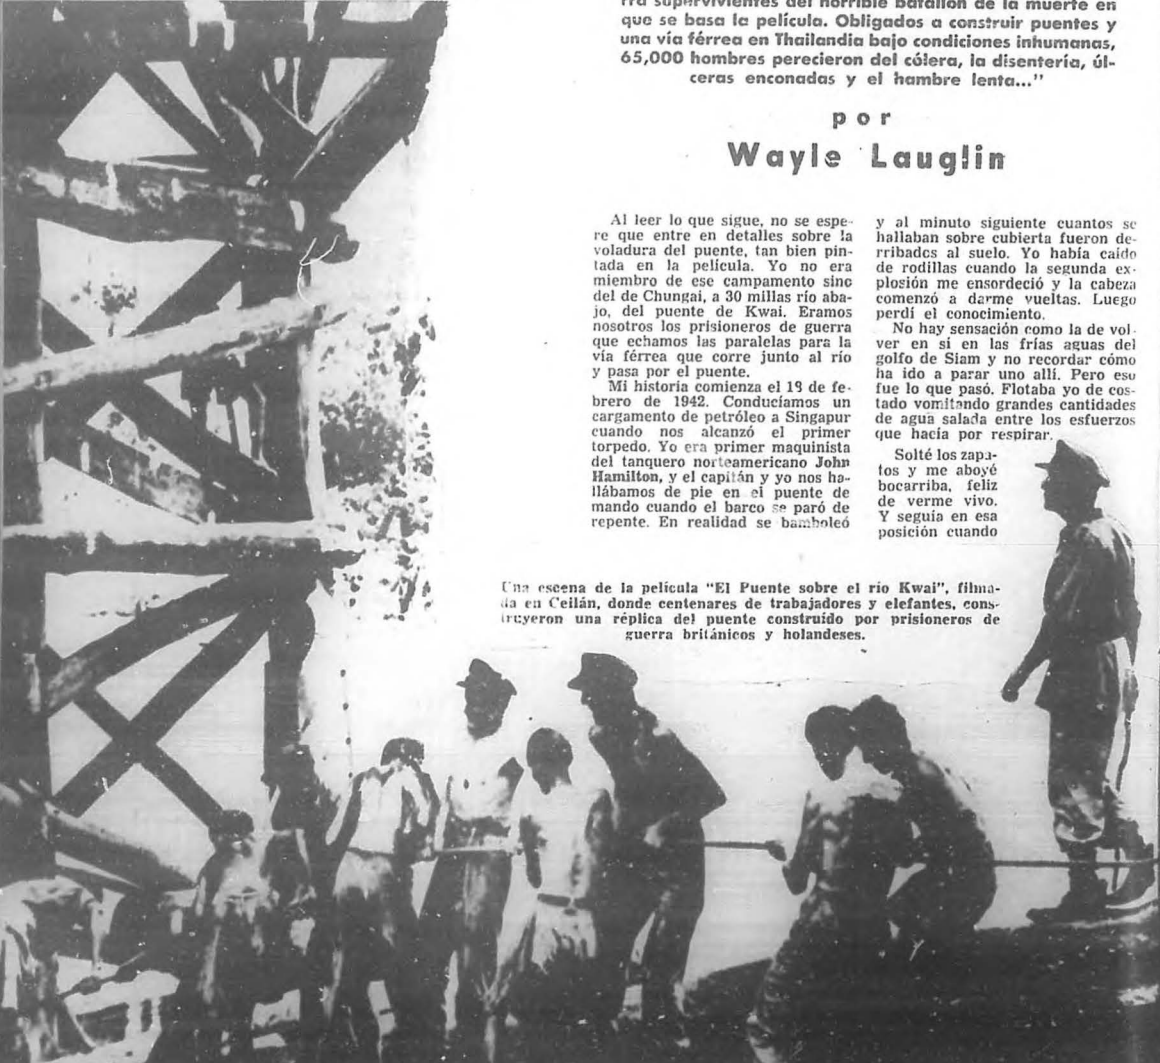 supervivientes del horrible batallón de la muerte en
que se basa la película. Obligados a construir puentes y
una vía férrea en Thailandia bajo condiciones inhumanas,
65,000 hombres perecieron del cólera, la disentería, úl-
ceras enconadas y el hambre lenta..."
por
Wayle Lauglin
Al leer lo que sigue, no se espe-
re que entre en detalles sobre la
voladura del puente, tan bien pin-
tada en la película. Yo no era
miembro de ese campamento sino
del de Chungai, a 30 millas río aba-
jo, del puente de Kwai. Eramos
nosotros los prisioneros de guerra
que echamos las paralelas para la
vía férrea que corre junto al río
y pasa por el puente.
Mi historia comienza el 19 de fe-
brero de 1942. Conducíamos un
cargamento de petróleo a Singapur
cuando nos alcanzó el primer
torpedo. Yo era primer maquinista
del tanquero norteamericano John
Hamilton, y el capitán y yo nos ha-
llábamos de pie en el puente de
mando cuando el barco se paró de
repente. En realidad se bamboleó
y al minuto siguiente cuantos se
hallaban sobre cubierta fueron de-
rribados al suelo. Yo había caído
de rodillas cuando la segunda ex-
plosión me ensordeció y la cabeza
comenzó a darme vueltas. Luego
perdí el conocimiento.
No hay sensación como la de vol-
ver en si en las frías aguas del
golfo de Siam y no recordar cómo
ha ido a parar uno allí. Pero eso
fue lo que pasó. Flotaba yo de cos-
tado vomitando grandes cantidades
de agua salada entre los esfuerzos
que hacía por respirar.
Solté los zapa-
tos y me aboyé
bocarriba, feliz
de verme vivo.
Y seguia en esa
posición cuando
Una escena de la película "El Puente sobre el río Kwai", filma-
da en Ceilán, donde centenares de trabajadores y elefantes, cons-
truyeron una réplica del puente construído por prisioneros de
guerra británicos y holandeses.